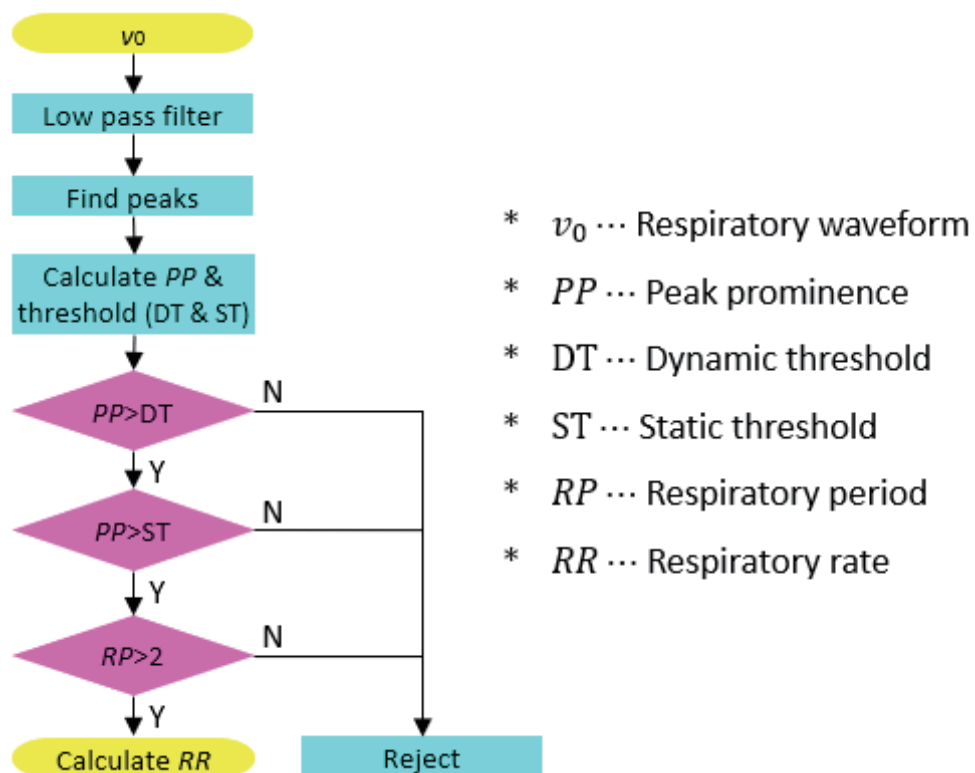 v0
Low pass filter
Find peaks
Calculate PP &
threshold (DT & ST)
PP>DT
N
Y
PP>ST
N
Y
RP>2
N
Y
Calculate RR
Reject
* v₀ ··· Respiratory waveform
* PP ··· Peak prominence
* DT ··· Dynamic threshold
* ST ··· Static threshold
* RP ··· Respiratory period
* RR ··· Respiratory rate